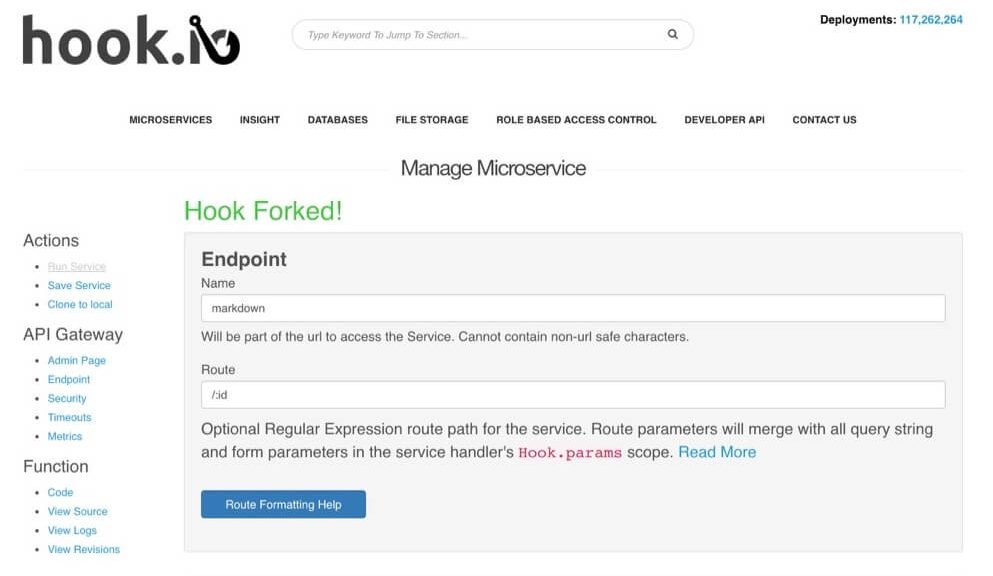 hook.io
Type Keyword To Jump To Section...
Deployments: 117,262,264
MICROSERVICES INSIGHT DATABASES FILE STORAGE ROLE BASED ACCESS CONTROL DEVELOPER API CONTACT US
Manage Microservice
Hook Forked!
Actions
Run Service
Save Service
Clone to local
API Gateway
Admin Page
Endpoint
Security
Timeouts
Metrics
Function
Code
View Source
View Logs
View Revisions
Endpoint
Name
markdown
Will be part of the url to access the Service. Cannot contain non-url safe characters.
Route
/:id
Optional Regular Expression route path for the service. Route parameters will merge with all query string
and form parameters in the service handler's Hook.params scope. Read More
Route Formatting Help